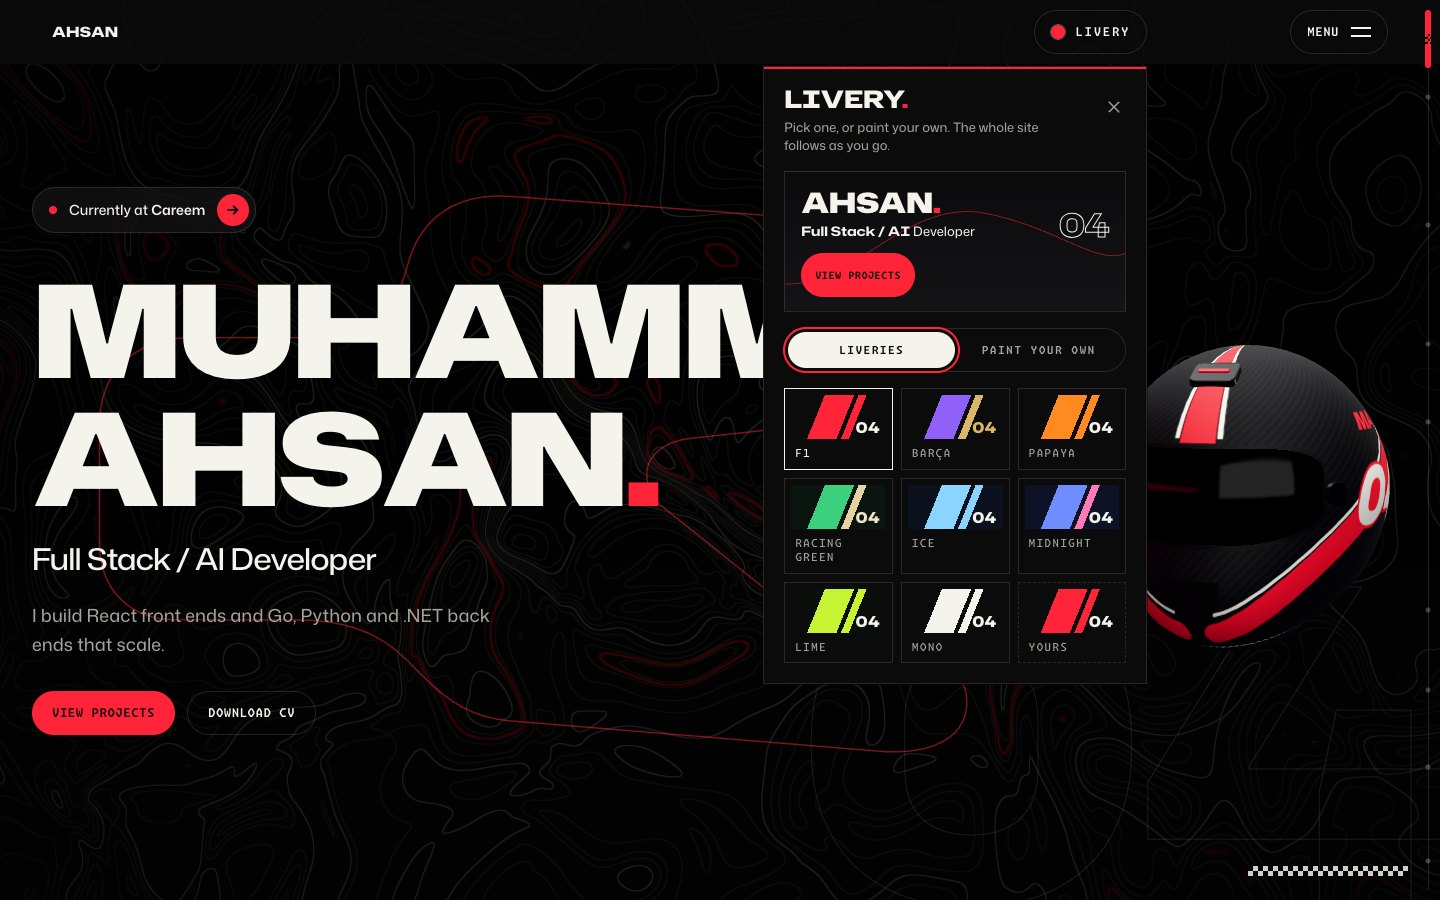 AHSAN
LIVERY
MENU
LIVERY.
Pick one, or paint your own. The whole site
follows as you go.
AHSAN.
Full Stack / AI Developer
04
VIEW PROJECTS
LIVERIES
PAINT YOUR OWN
04
F1
04
BARÇA
04
PAPAYA
04
RACING
GREEN
04
ICE
04
MIDNIGHT
04
LIME
04
MONO
04
YOURS
Currently at Careem
MUHAMM
AHSAN.
Full Stack / AI Developer
I build React front ends and Go, Python and .NET back
ends that scale.
VIEW PROJECTS
DOWNLOAD CV